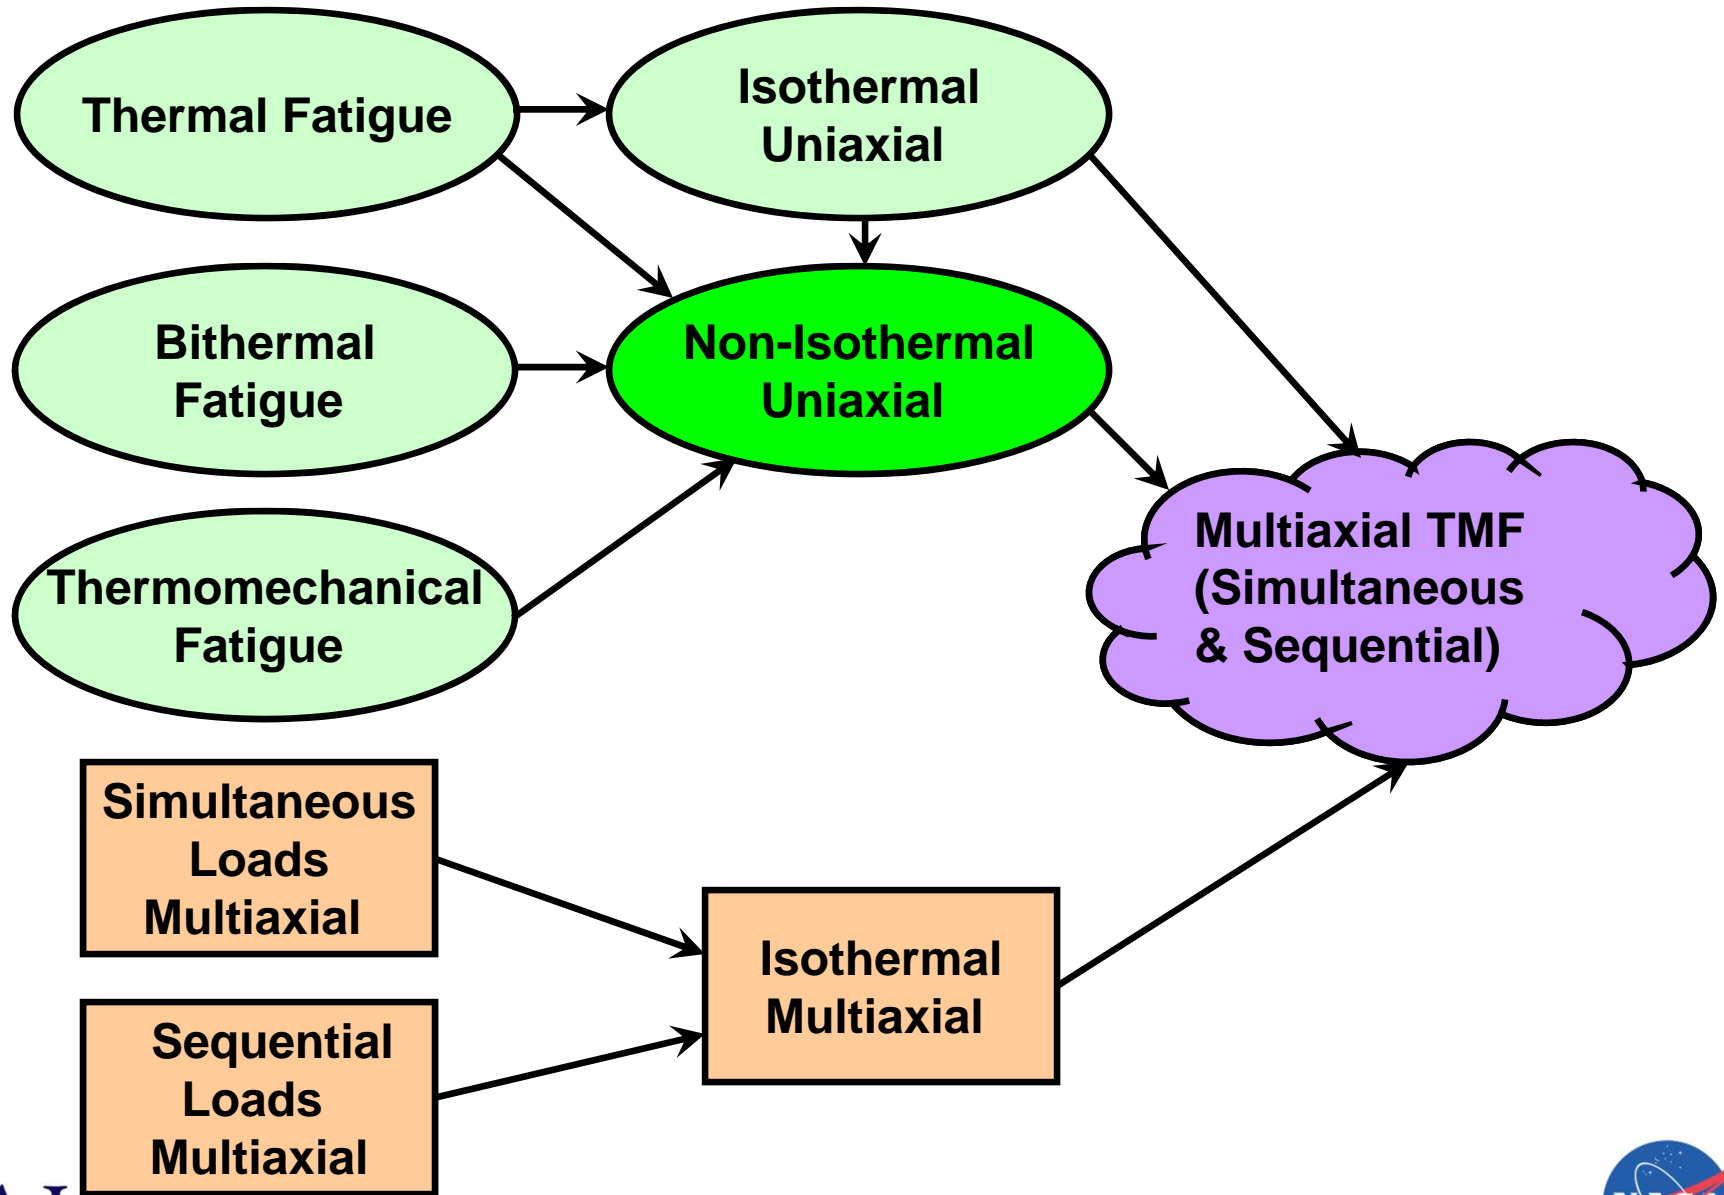 Thermal Fatigue
Isothermal
Uniaxial
Bithermal
Fatigue
Non-Isothermal
Uniaxial
Thermomechanical
Fatigue
Multiaxial TMF
(Simultaneous
& Sequential)
Simultaneous
Loads
Multiaxial
Isothermal
Multiaxial
Sequential
Loads
Multiaxial